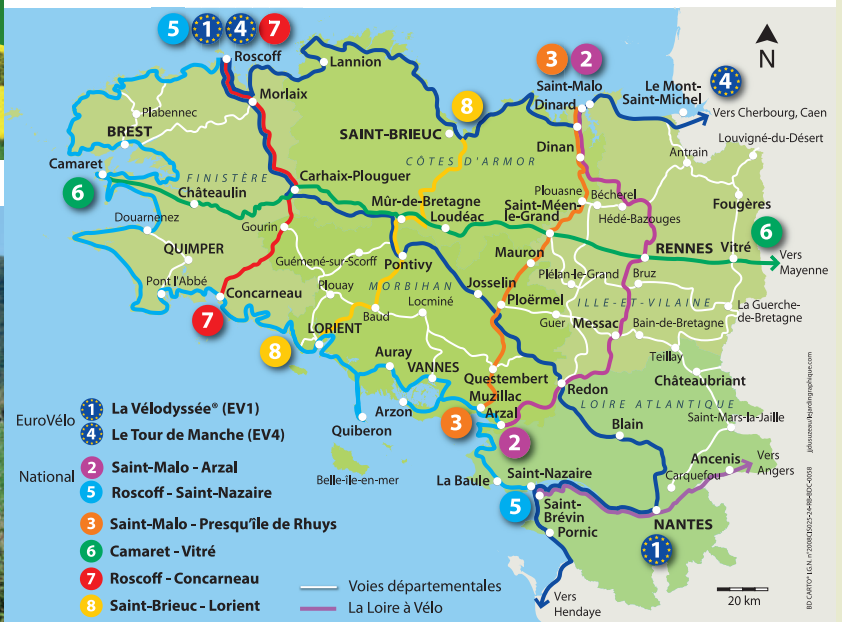 5 1 4 7
Roscoff
Lannion
Morlaix
Plabennec
BREST
Camaret
6
FINISTÈRE
Châteaulin
Carhaix-Plouguer
Douarnenez
QUIMPER
Gourin
Pont l'Abbé
Concarneau
7
8
SAINT-BRIEUC
CÔTES D'ARMOR
Mûr-de-Bretagne
Loudéac
Guémené-sur-Scorff
Pontivy
Plouay
MORBIHAN
Locminé
Baud
LORIENT
8
Auray
VANNES
Arzon
Quiberon
Belle-île-en-mer
3 2
Saint-Malo
Dinard
Dinan
Le Mont-
Saint-Michel
4
N
Vers Cherbourg, Caen
Louvigné-du-Désert
Antrain
Plouasne
Bécherel
Saint-Méen-
le-Grand
Hédé-Bazouges
Fougères
6
RENNES
Vitré
Vers
Mayenne
Mauron
Plélan-le-Grand
Bruz
Josselin
Ploërmel
ILLE-ET-VILAINE
La Guerche-
de-Bretagne
Guer
Messac
Bain-de-Bretagne
Teillay
Questembert
Muzillac
Redon
Châteaubriant
Arzal
3
2
LOIRE ATLANTIQUE
Saint-Mars-la-Jaille
Blain
Ancenis
Vers
Angers
Carquefou
La Baule
Saint-Nazaire
5
Saint-
Brévin
Pornic
NANTES
1
Vers
Hendaye
20 km
EuroVélo
1 La Vélodyssée® (EV1)
4 Le Tour de Manche (EV4)
National
2 Saint-Malo - Arzal
5 Roscoff - Saint-Nazaire
3 Saint-Malo - Presqu'île de Rhuys
6 Camaret - Vitré
7 Roscoff - Concarneau
8 Saint-Brieuc - Lorient
Voies départementales
La Loire à Vélo